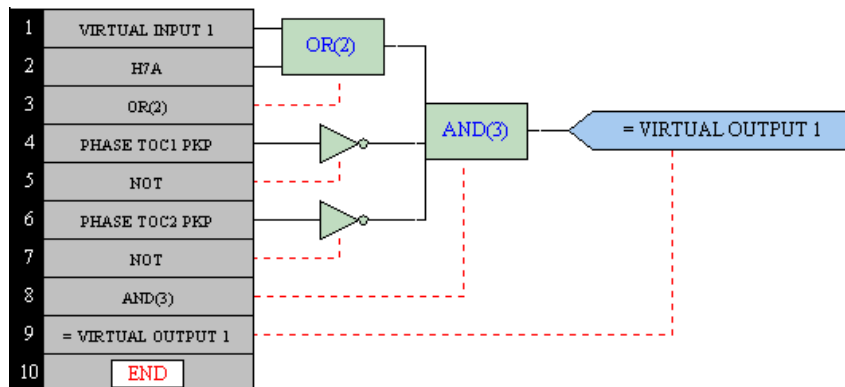 1 VIRTUAL INPUT 1
2 H7A
3 OR(2)
4 PHASE TOC1 PKP
5 NOT
6 PHASE TOC2 PKP
7 NOT
8 AND(3)
9 = VIRTUAL OUTPUT 1
10 END
OR(2)
AND(3)
= VIRTUAL OUTPUT 1